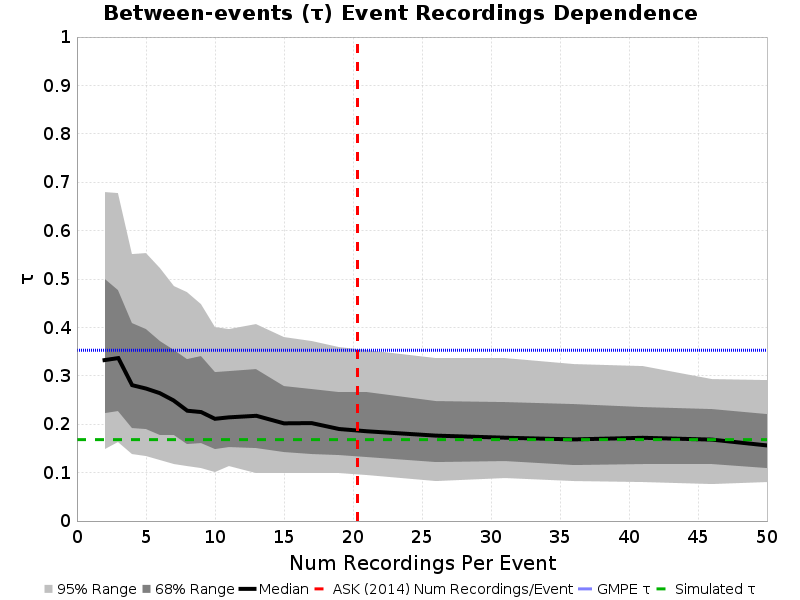 Between-events (τ) Event Recordings Dependence
1
0.9
0.8
0.7
0.6
τ
0.5
0.4
0.3
0.2
0.1
0
0 5 10 15 20 25 30 35 40 45 50
Num Recordings Per Event
95% Range 68% Range Median ASK (2014) Num Recordings/Event GMPE τ Simulated τ